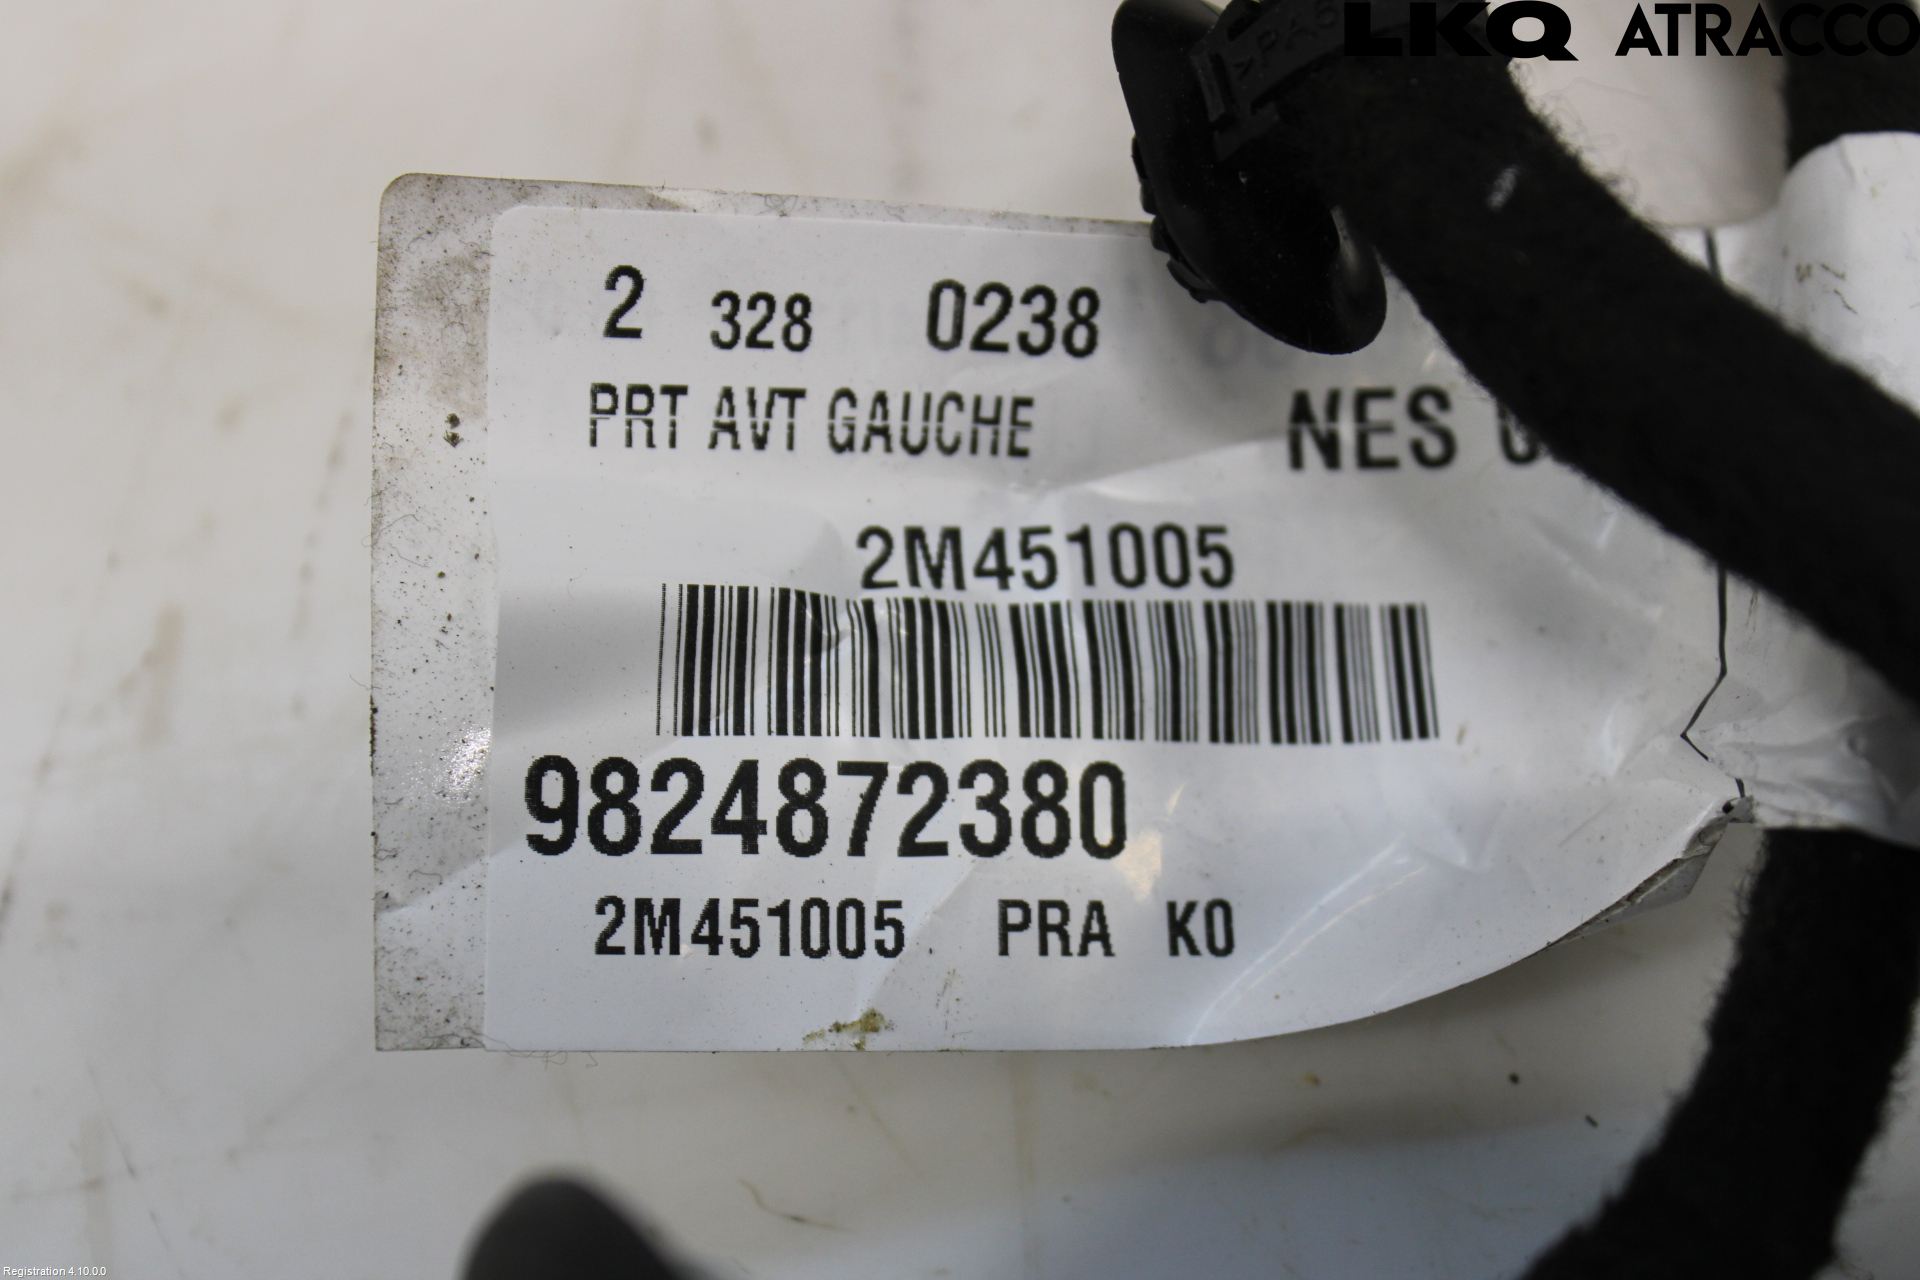 LKQ ATRACCO
2 328 0238
PRT AVT GAUCHE NES
2M451005
9824872380
2M451005 PRA K0
Registration 4.10.0.0